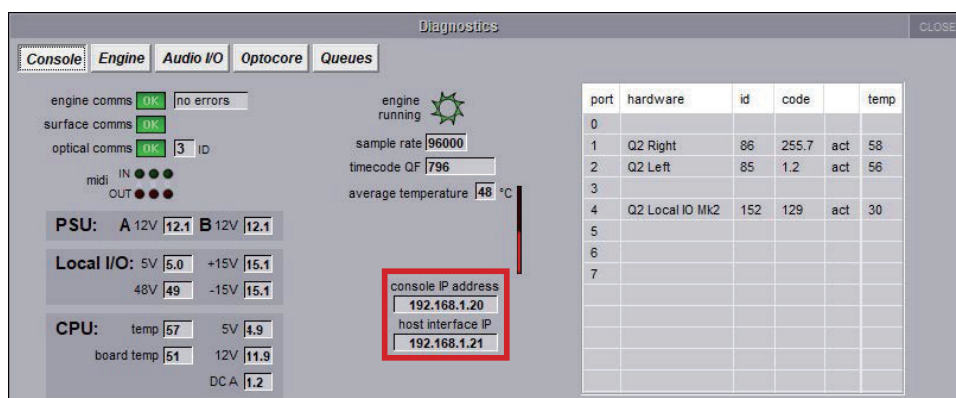 Diagnostics
CLOSE
Console Engine Audio I/O Optocore Queues
engine comms OK no errors
surface comms OK
optical comms OK 3 ID
midi IN
OUT
PSU: A 12V 12.1 B 12V 12.1
Local I/O: 5V 5.0 +15V 15.1
48V 49 -15V 15.1
CPU: temp 57 5V 4.9
board temp 51 12V 11.9
DC A 1.2
engine
running
sample rate 96000
timecode QF 796
average temperature 48 °C
console IP address
192.168.1.20
host interface IP
192.168.1.21
port hardware id code temp
0
1 Q2 Right 86 255.7 act 58
2 Q2 Left 85 1.2 act 56
3
4 Q2 Local IO Mk2 152 129 act 30
5
6
7